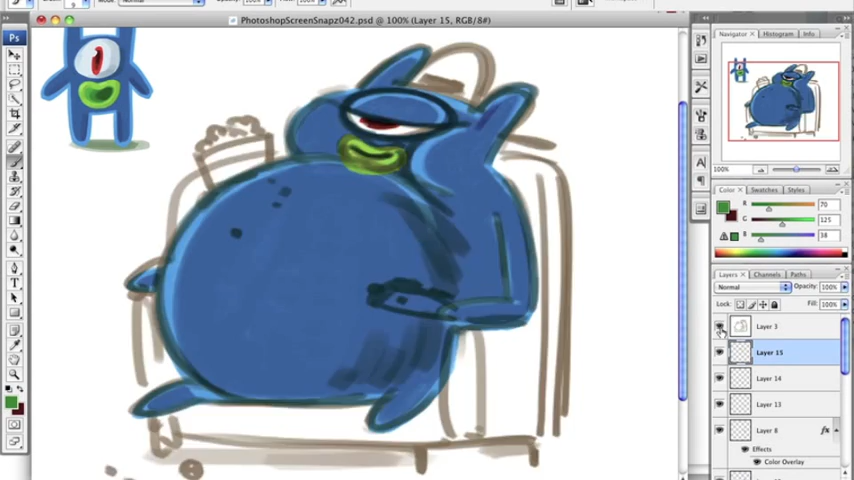 PhotoshopScreenSnapz042.psd @ 100% (Layer 15, RGB/8#)
Ps
Navigator × Histogram Info
100%
Color × Swatches Styles
R 70
G 125
B 38
Layers × Channels Paths
Normal Opacity: 100%
Lock: Fill: 100%
Layer 3
Layer 15
Layer 14
Layer 13
Layer 8 fx
Effects
Color Overlay